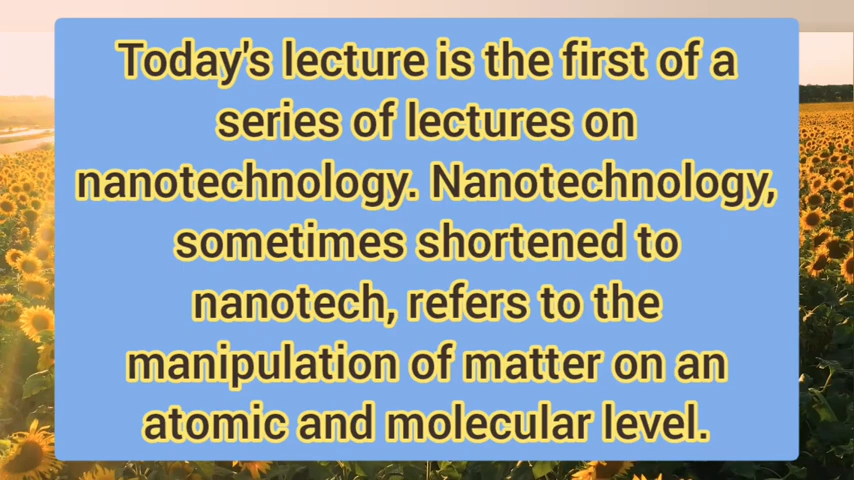 Today's lecture is the first of a
series of lectures on
nanotechnology. Nanotechnology,
sometimes shortened to
nanotech, refers to the
manipulation of matter on an
atomic and molecular level.